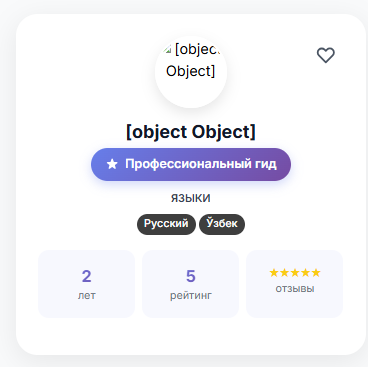 [object
Object]
[object Object]
Профессиональный гид
языки
Русский Ўзбек
2 5
лет рейтинг отзывы